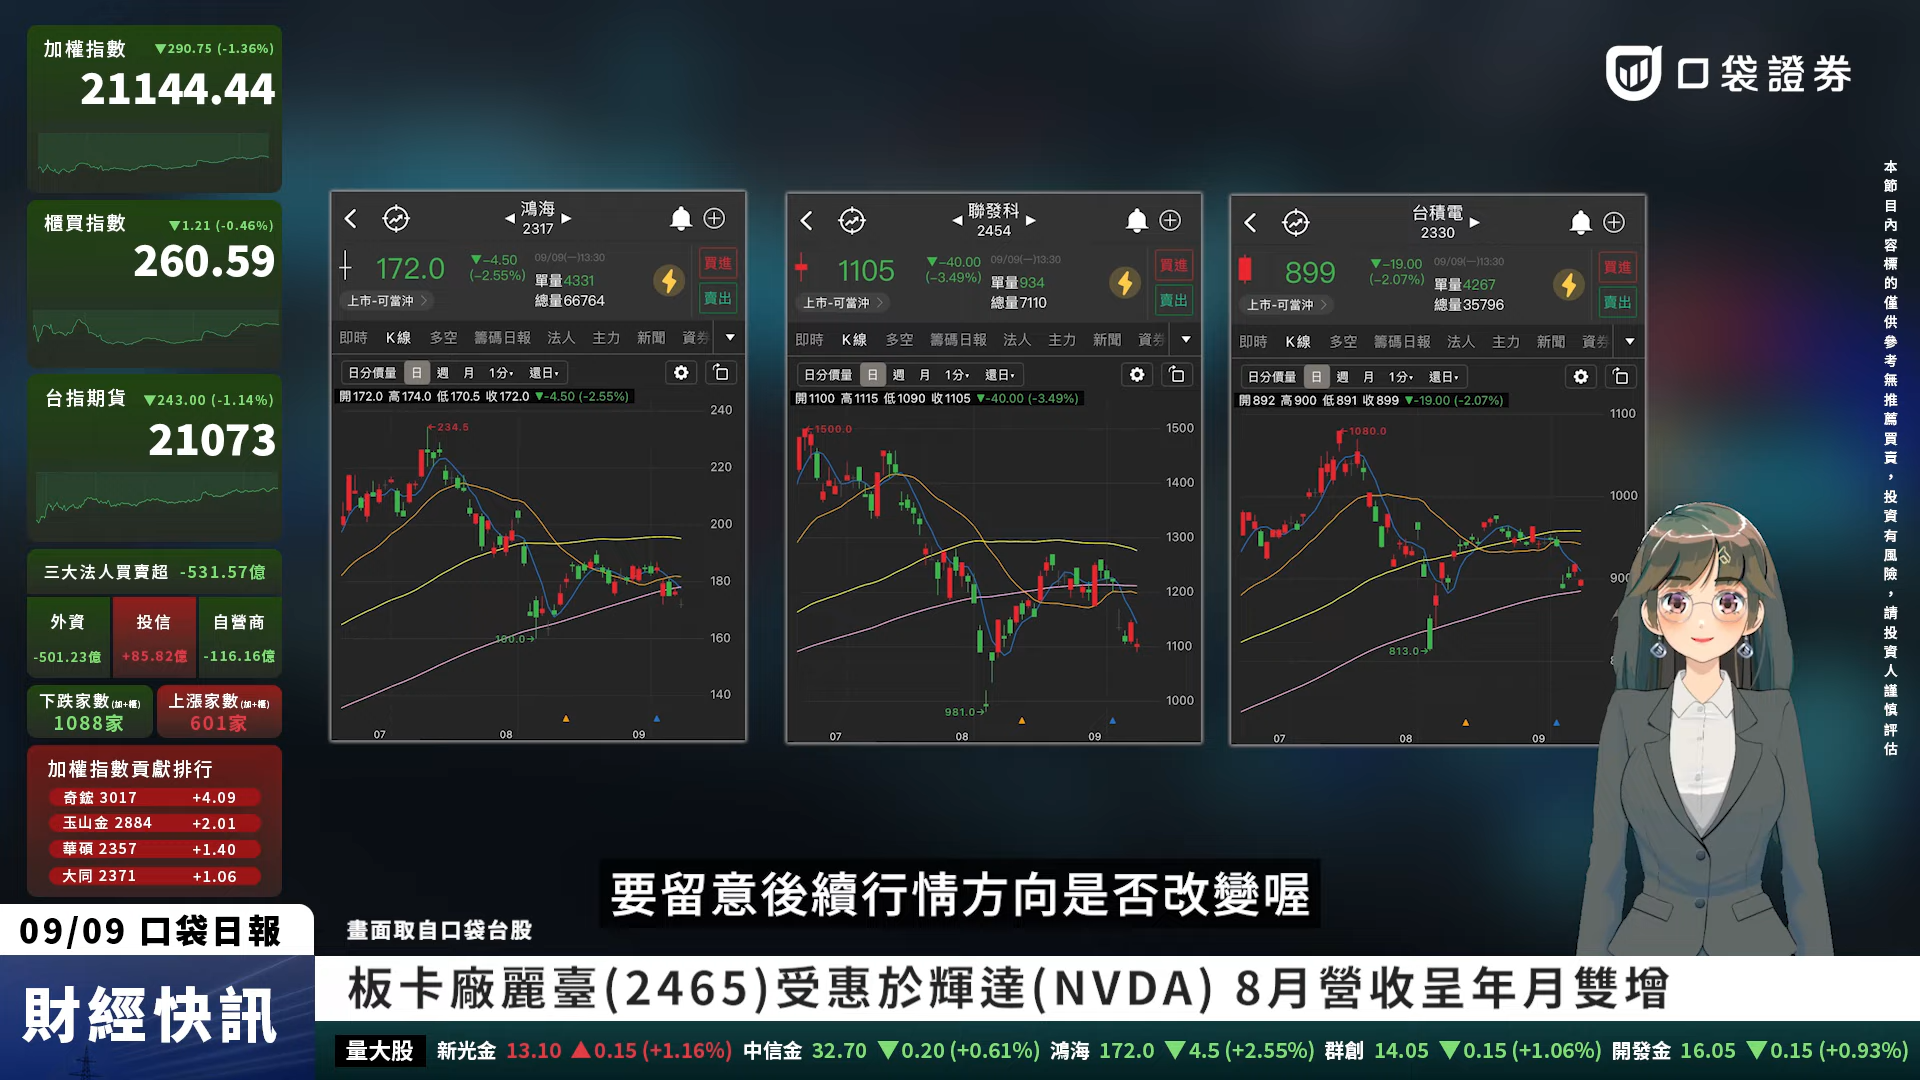 加權指數 ▼290.75 (-1.36%)
21144.44
櫃買指數 ▼1.21 (-0.46%)
260.59
台指期貨 ▼243.00 (-1.14%)
21073
三大法人買賣超 -531.57億
外資 投信 自營商
-501.23億 +85.82億 -116.16億
下跌家數(加+櫃) 上漲家數(加+櫃)
1088家 601家
加權指數貢獻排行
奇鋐 3017 +4.09
玉山金 2884 +2.01
華碩 2357 +1.40
大同 2371 +1.06
09/09 口袋日報
財經快訊
口袋證券
本節目內容標的僅供參考無推薦買賣，投資有風險，請投資人謹慎評估
◀ 鴻海 ▶
2317
172.0 ▼-4.50 (-2.55%) 09/09(一)13:30
單量4331
總量66764
買進
賣出
上市-可當沖 >
即時 K線 多空 籌碼日報 法人 主力 新聞 資券 ▼
日分價量 日 週 月 1分▾ 還日▾
開172.0 高174.0 低170.5 收172.0 ▼-4.50 (-2.55%)
240
←234.5
220
200
180
160
160.0→
140
07 08 09
◀ 聯發科 ▶
2454
1105 ▼-40.00 (-3.49%) 09/09(一)13:30
單量934
總量7110
買進
賣出
上市-可當沖 >
即時 K線 多空 籌碼日報 法人 主力 新聞 資券 ▼
日分價量 日 週 月 1分▾ 還日▾
開1100 高1115 低1090 收1105 ▼-40.00 (-3.49%)
←1500.0
1500
1400
1300
1200
1100
1000
981.0→
07 08 09
台積電 ▶
2330
899 ▼-19.00 (-2.07%) 09/09(一)13:30
單量4267
總量35796
買進
賣出
上市-可當沖 >
即時 K線 多空 籌碼日報 法人 主力 新聞 資券 ▼
日分價量 日 週 月 1分▾ 還日▾
開892 高900 低891 收899 ▼-19.00 (-2.07%)
1100
←1080.0
1000
900
813.0→
07 08 09
要留意後續行情方向是否改變喔
畫面取自口袋台股
板卡廠麗臺(2465)受惠於輝達(NVDA) 8月營收呈年月雙增
量大股 新光金 13.10 ▲0.15 (+1.16%) 中信金 32.70 ▼0.20 (+0.61%) 鴻海 172.0 ▼4.5 (+2.55%) 群創 14.05 ▼0.15 (+1.06%) 開發金 16.05 ▼0.15 (+0.93%)